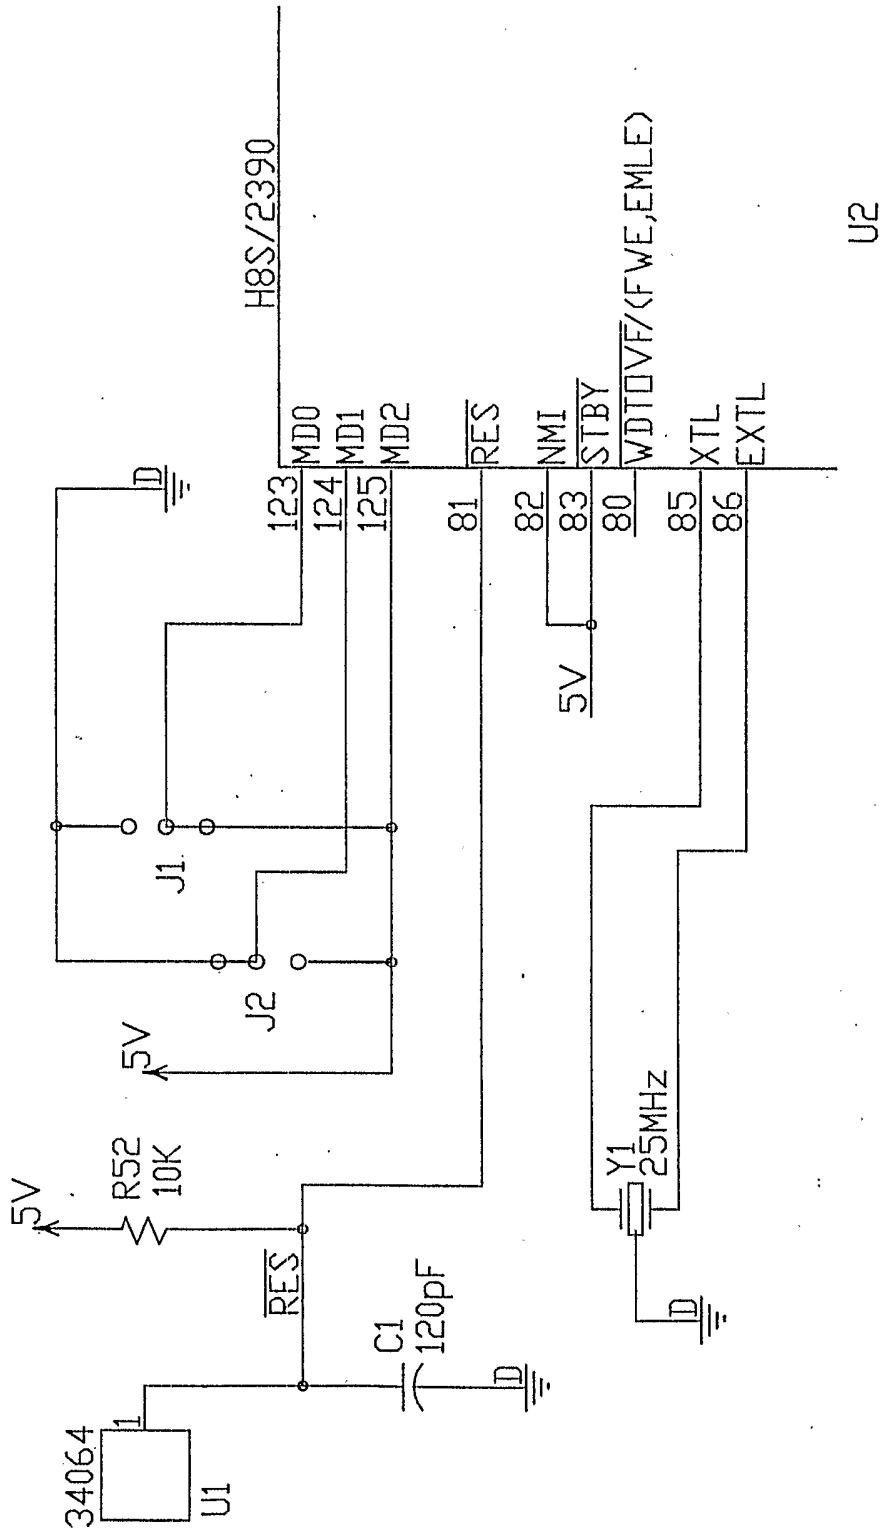 34064
1
U1
5V
R52
10K
RES
C1
120pF
D
5V
J2
J1
D
H8S/2390
123 MD0
124 MD1
125 MD2
81 RES
82 NMI
83 STBY
80 WDTOVF/(FWE,EMLE)
85 XTL
86 EXTL
5V
Y1
25MHz
D
U2